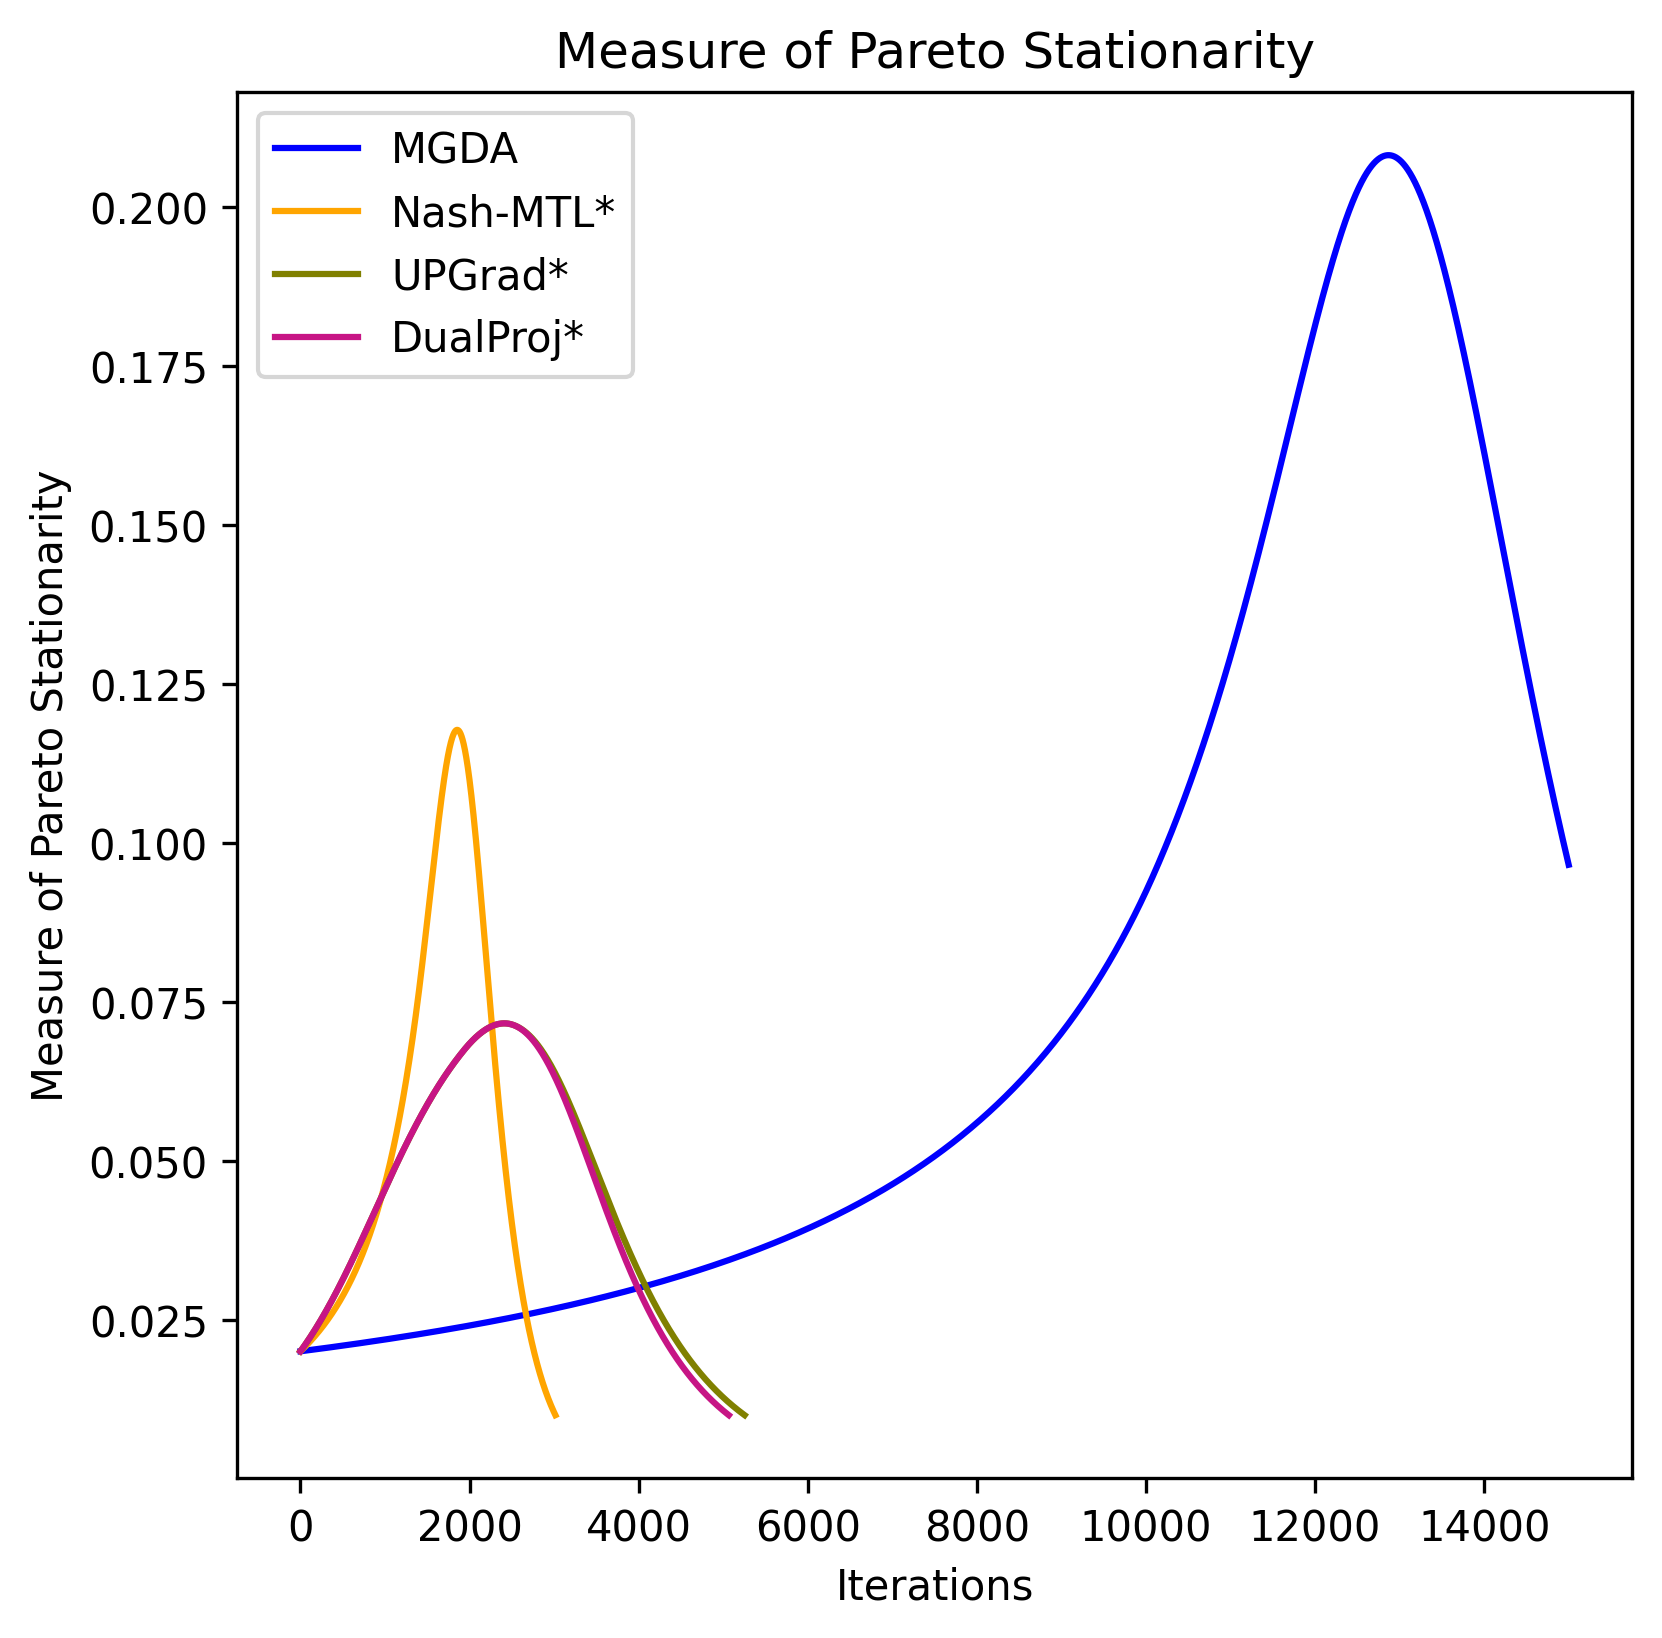 Measure of Pareto Stationarity
MGDA
Nash-MTL*
UPGrad*
DualProj*
Measure of Pareto Stationarity
0.200
0.175
0.150
0.125
0.100
0.075
0.050
0.025
0 2000 4000 6000 8000 10000 12000 14000
Iterations